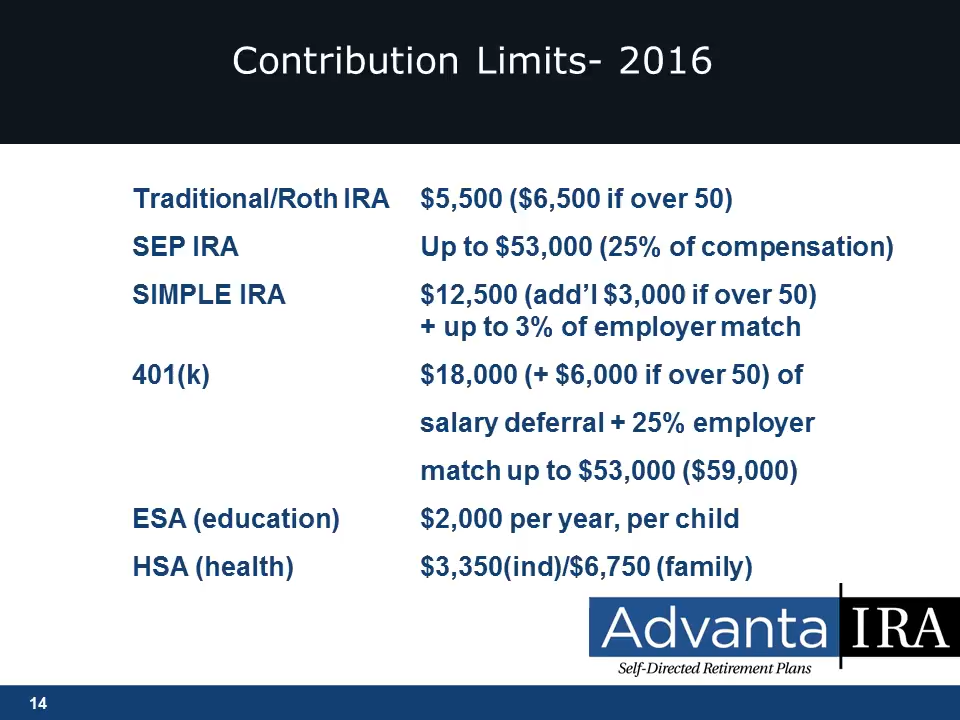 Contribution Limits- 2016
Traditional/Roth IRA $5,500 ($6,500 if over 50)
SEP IRA Up to $53,000 (25% of compensation)
SIMPLE IRA $12,500 (add’l $3,000 if over 50)
+ up to 3% of employer match
401(k) $18,000 (+ $6,000 if over 50) of
salary deferral + 25% employer
match up to $53,000 ($59,000)
ESA (education) $2,000 per year, per child
HSA (health) $3,350(ind)/$6,750 (family)
Advanta IRA
Self-Directed Retirement Plans
14